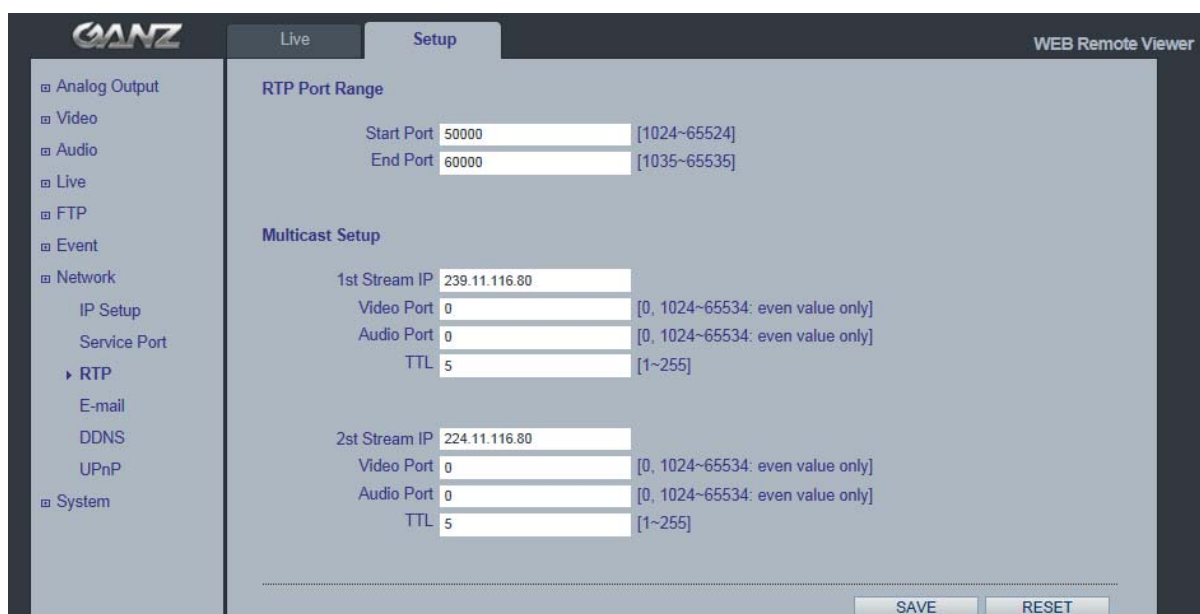 GANZ
Live
Setup
WEB Remote Viewer
Analog Output
Video
Audio
Live
FTP
Event
Network
IP Setup
Service Port
RTP
E-mail
DDNS
UPnP
System
RTP Port Range
Start Port 50000 [1024~65524]
End Port 60000 [1035~65535]
Multicast Setup
1st Stream IP 239.11.116.80
Video Port 0 [0, 1024~65534: even value only]
Audio Port 0 [0, 1024~65534: even value only]
TTL 5 [1~255]
2st Stream IP 224.11.116.80
Video Port 0 [0, 1024~65534: even value only]
Audio Port 0 [0, 1024~65534: even value only]
TTL 5 [1~255]
SAVE RESET